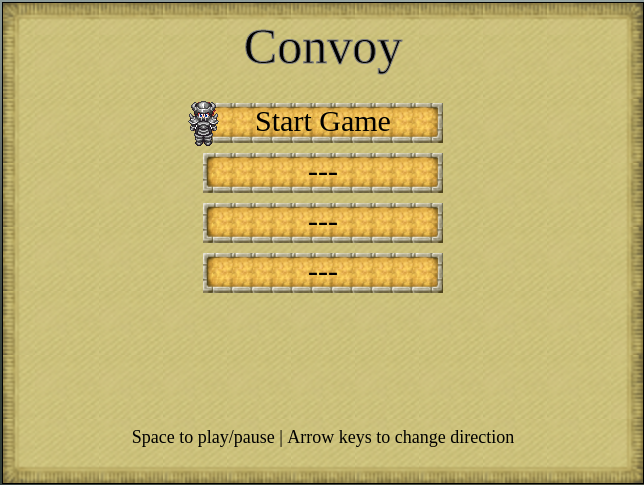 Convoy
Start Game
---
---
---
Space to play/pause | Arrow keys to change direction